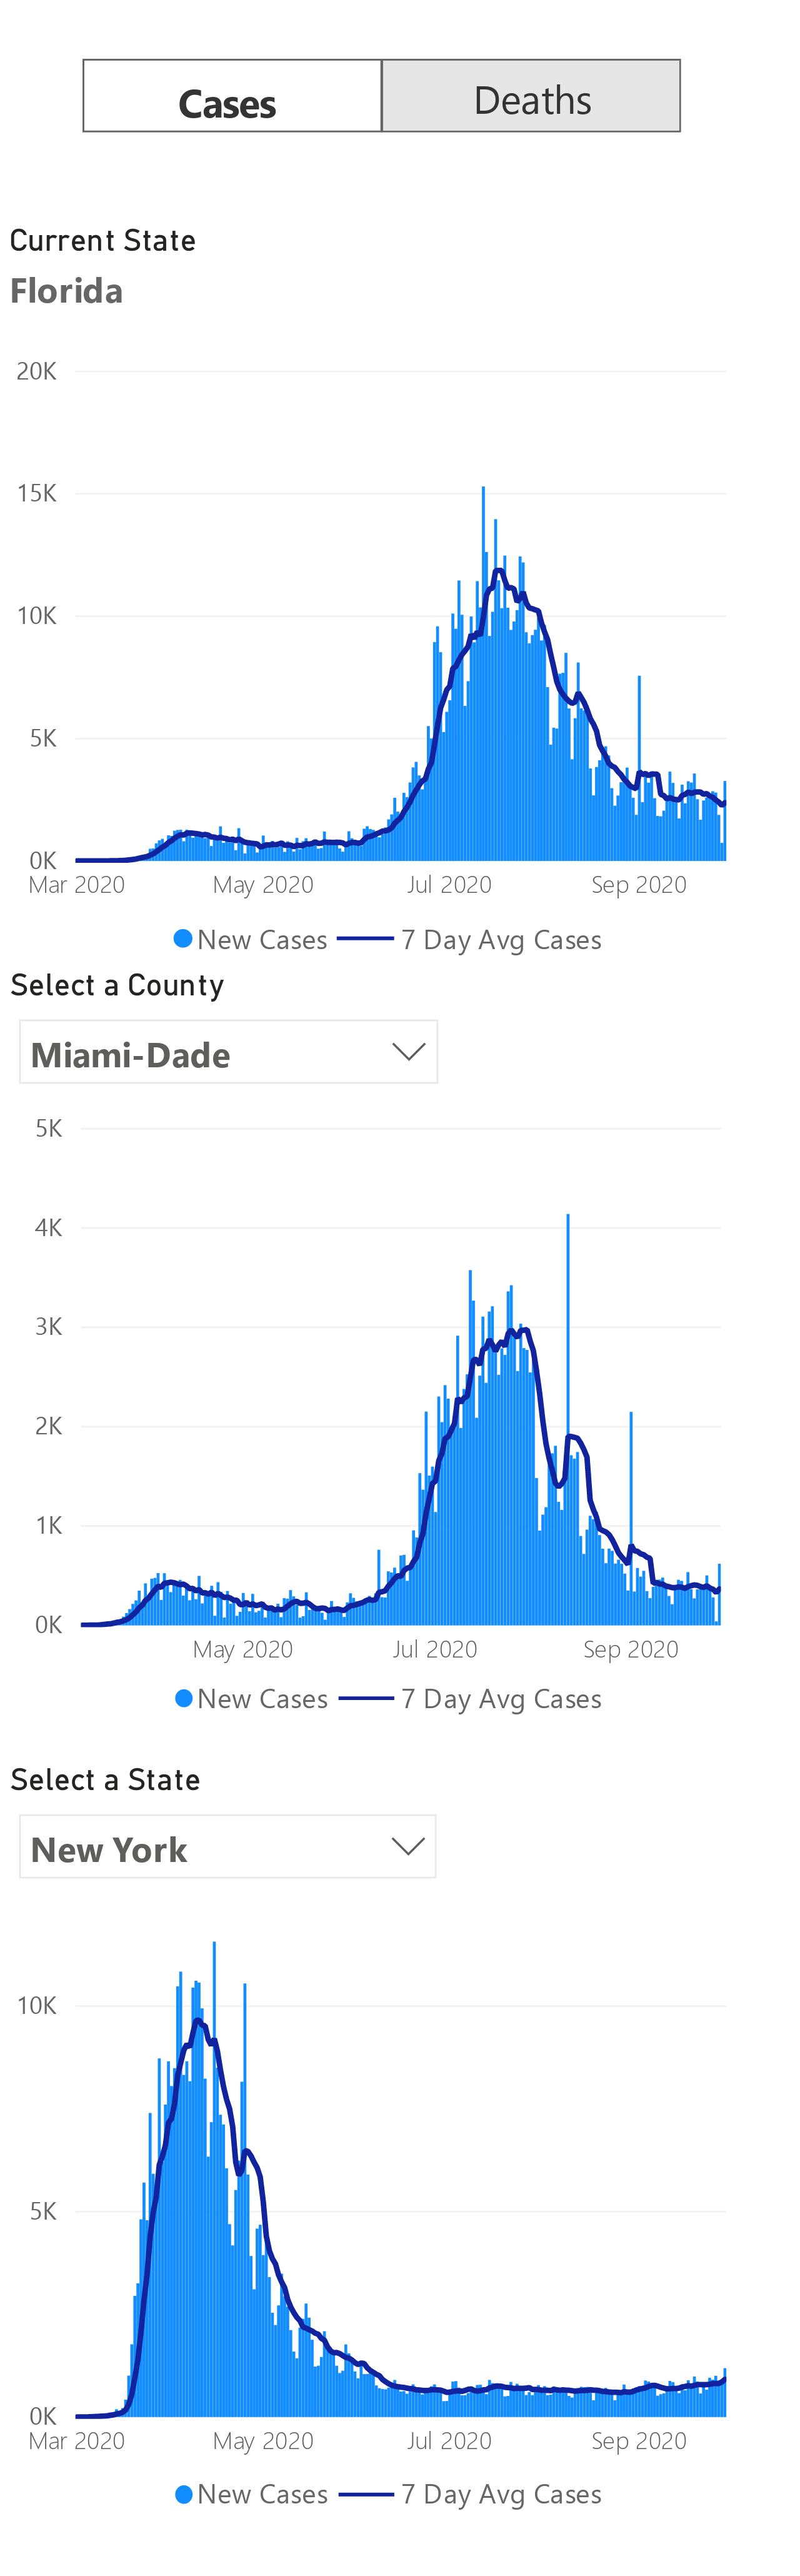 Cases Deaths
Current State
Florida
20K
15K
10K
5K
0K
Mar 2020 May 2020 Jul 2020 Sep 2020
New Cases 7 Day Avg Cases
Select a County
Miami-Dade
5K
4K
3K
2K
1K
0K
May 2020 Jul 2020 Sep 2020
New Cases 7 Day Avg Cases
Select a State
New York
10K
5K
0K
Mar 2020 May 2020 Jul 2020 Sep 2020
New Cases 7 Day Avg Cases